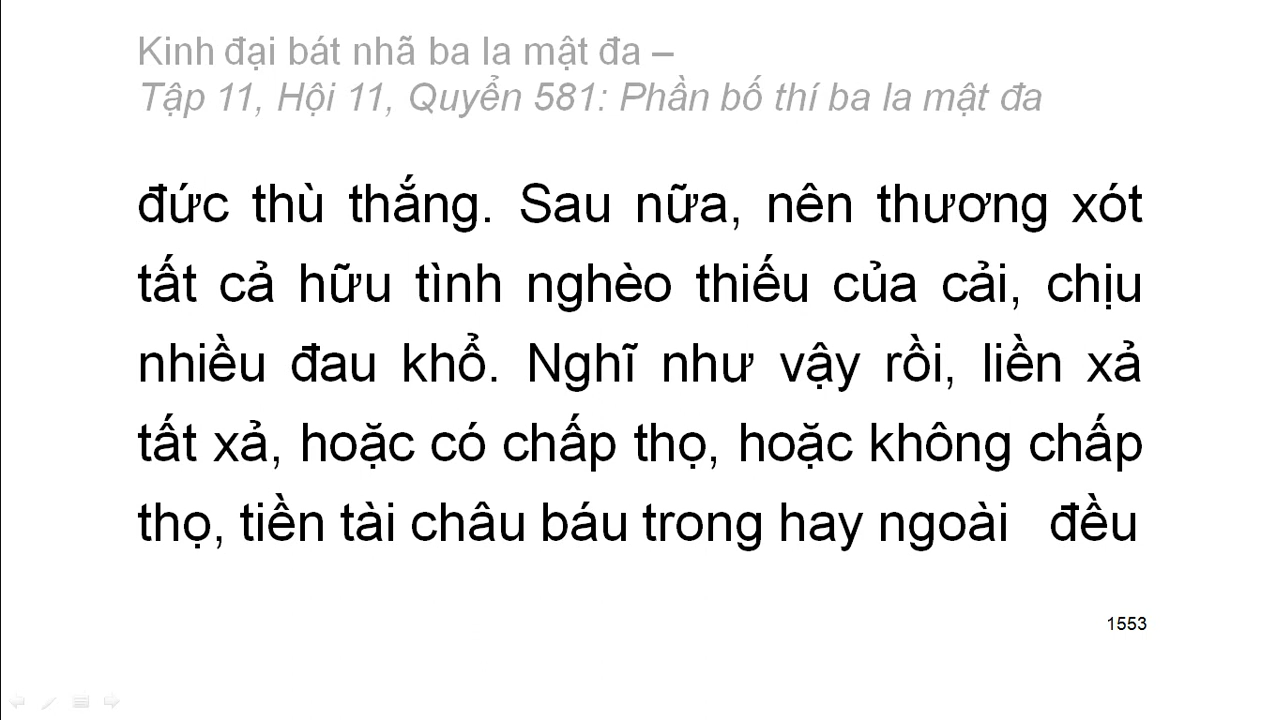 Kinh đại bát nhã ba la mật đa –
Tập 11, Hội 11, Quyển 581: Phần bố thí ba la mật đa
đức thù thắng. Sau nữa, nên thương xót
tất cả hữu tình nghèo thiếu của cải, chịu
nhiều đau khổ. Nghĩ như vậy rồi, liền xả
tất xả, hoặc có chấp thọ, hoặc không chấp
thọ, tiền tài châu báu trong hay ngoài đều
1553